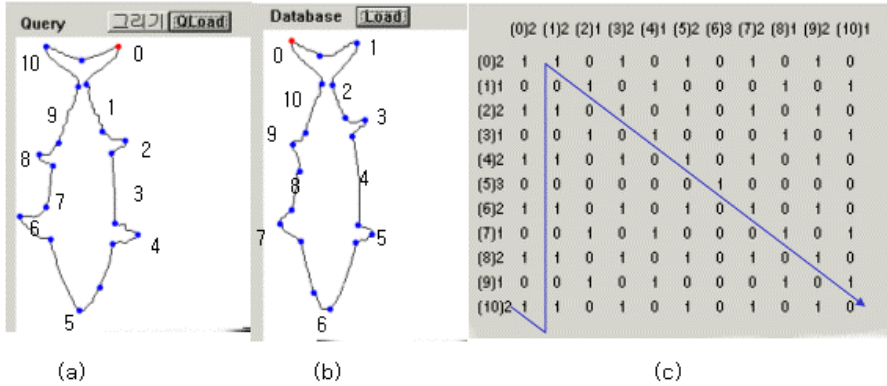 Query 그리기 QLoad
10
0
9
1
8
2
7
3
6
4
5
Database Load
0
1
10
2
9
3
8
4
7
5
6
(0)2 (1)2 (2)1 (3)2 (4)1 (5)2 (6)3 (7)2 (8)1 (9)2 (10)1
(0)2 1 1 0 1 0 1 0 1 0 1 0
(1)1 0 0 1 0 1 0 0 0 1 0 1
(2)2 1 1 0 1 0 1 0 1 0 1 0
(3)1 0 0 1 0 1 0 0 0 1 0 1
(4)2 1 1 0 1 0 1 0 1 0 1 0
(5)3 0 0 0 0 0 0 1 0 0 0 0
(6)2 1 1 0 1 0 1 0 1 0 1 0
(7)1 0 0 1 0 1 0 0 0 1 0 1
(8)2 1 1 0 1 0 1 0 1 0 1 0
(9)1 0 0 1 0 1 0 0 0 1 0 1
(10)2 1 1 0 1 0 1 0 1 0 1 0
(a) (b) (c)